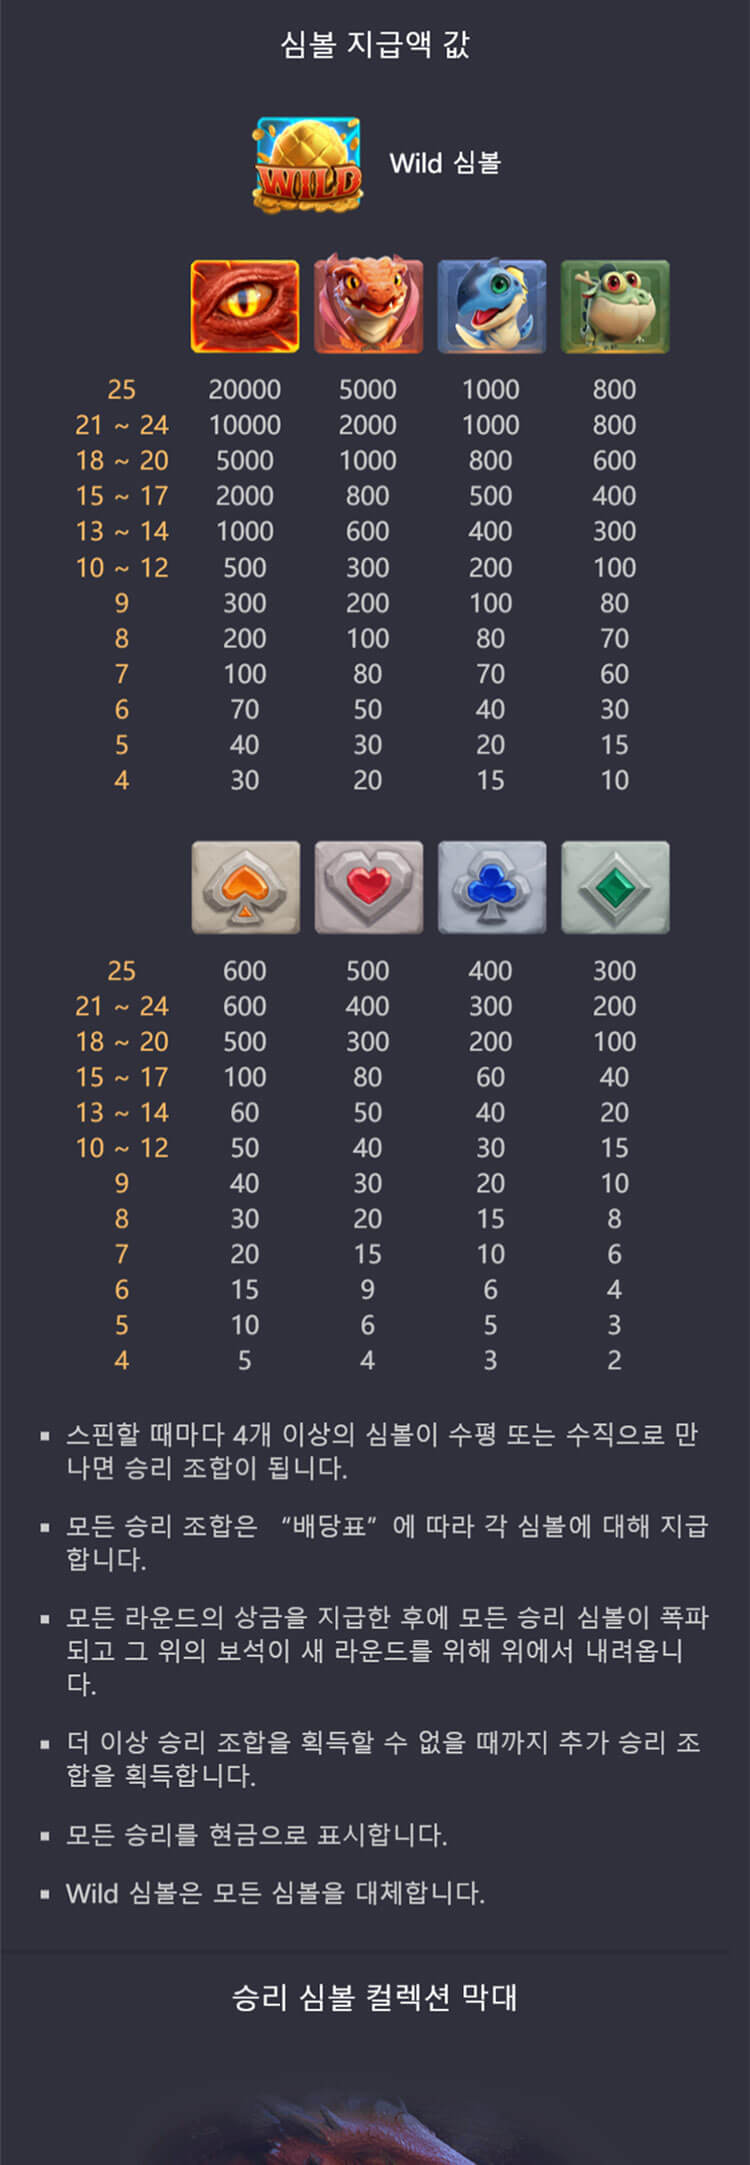 심볼 지급액 값
WILD
Wild 심볼
25 20000 5000 1000 800
21 ~ 24 10000 2000 1000 800
18 ~ 20 5000 1000 800 600
15 ~ 17 2000 800 500 400
13 ~ 14 1000 600 400 300
10 ~ 12 500 300 200 100
9 300 200 100 80
8 200 100 80 70
7 100 80 70 60
6 70 50 40 30
5 40 30 20 15
4 30 20 15 10
25 600 500 400 300
21 ~ 24 600 400 300 200
18 ~ 20 500 300 200 100
15 ~ 17 100 80 60 40
13 ~ 14 60 50 40 20
10 ~ 12 50 40 30 15
9 40 30 20 10
8 30 20 15 8
7 20 15 10 6
6 15 9 6 4
5 10 6 5 3
4 5 4 3 2
▪ 스핀할 때마다 4개 이상의 심볼이 수평 또는 수직으로 만
나면 승리 조합이 됩니다.
▪ 모든 승리 조합은 “배당표”에 따라 각 심볼에 대해 지급
합니다.
▪ 모든 라운드의 상금을 지급한 후에 모든 승리 심볼이 폭파
되고 그 위의 보석이 새 라운드를 위해 위에서 내려옵니
다.
▪ 더 이상 승리 조합을 획득할 수 없을 때까지 추가 승리 조
합을 획득합니다.
▪ 모든 승리를 현금으로 표시합니다.
▪ Wild 심볼은 모든 심볼을 대체합니다.
승리 심볼 컬렉션 막대